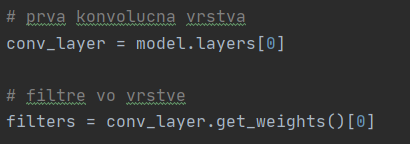 # prva konvolucna vrstva
conv_layer = model.layers[0]
# filtre vo vrstve
filters = conv_layer.get_weights()[0]